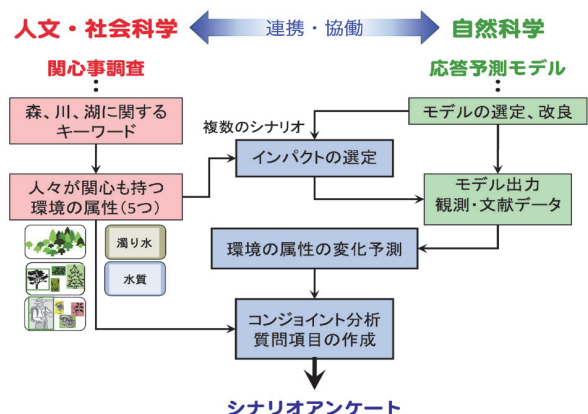 人文・社会科学
連携・協働
自然科学
関心事調査
応答予測モデル
森、川、湖に関する
キーワード
複数のシナリオ
モデルの選定、改良
インパクトの選定
人々が関心も持つ
環境の属性(5つ)
モデル出力
観測・文献データ
濁り水
水質
環境の属性の変化予測
コンジョイント分析
質問項目の作成
シナリオアンケート